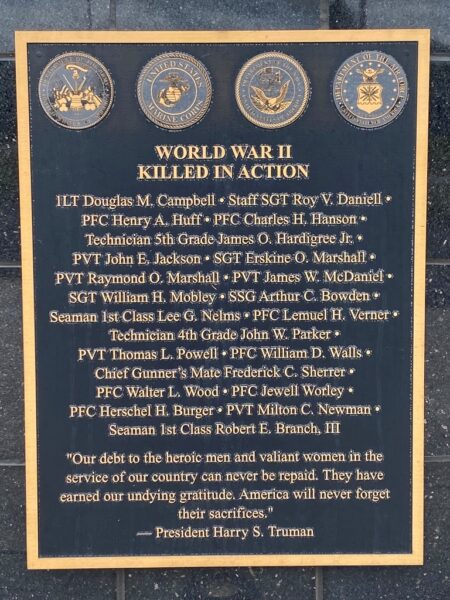 UNITED STATES
MARINE CORPS
WORLD WAR II
KILLED IN ACTION
1LT Douglas M. Campbell • Staff SGT Roy V. Daniell •
PFC Henry A. Huff • PFC Charles H. Hanson •
Technician 5th Grade James O. Hardigree Jr. •
PVT John E. Jackson • SGT Erskine O. Marshall •
PVT Raymond O. Marshall • PVT James W. McDaniel •
SGT William H. Mobley • SSG Arthur C. Bowden •
Seaman 1st Class Lee G. Nelms • PFC Lemuel H. Verner •
Technician 4th Grade John W. Parker •
PVT Thomas L. Powell • PFC William D. Walls •
Chief Gunner's Mate Frederick C. Sherrer •
PFC Walter L. Wood • PFC Jewell Worley •
PFC Herschel H. Burger • PVT Milton C. Newman •
Seaman 1st Class Robert E. Branch, III
"Our debt to the heroic men and valiant women in the
service of our country can never be repaid. They have
earned our undying gratitude. America will never forget
their sacrifices."
— President Harry S. Truman